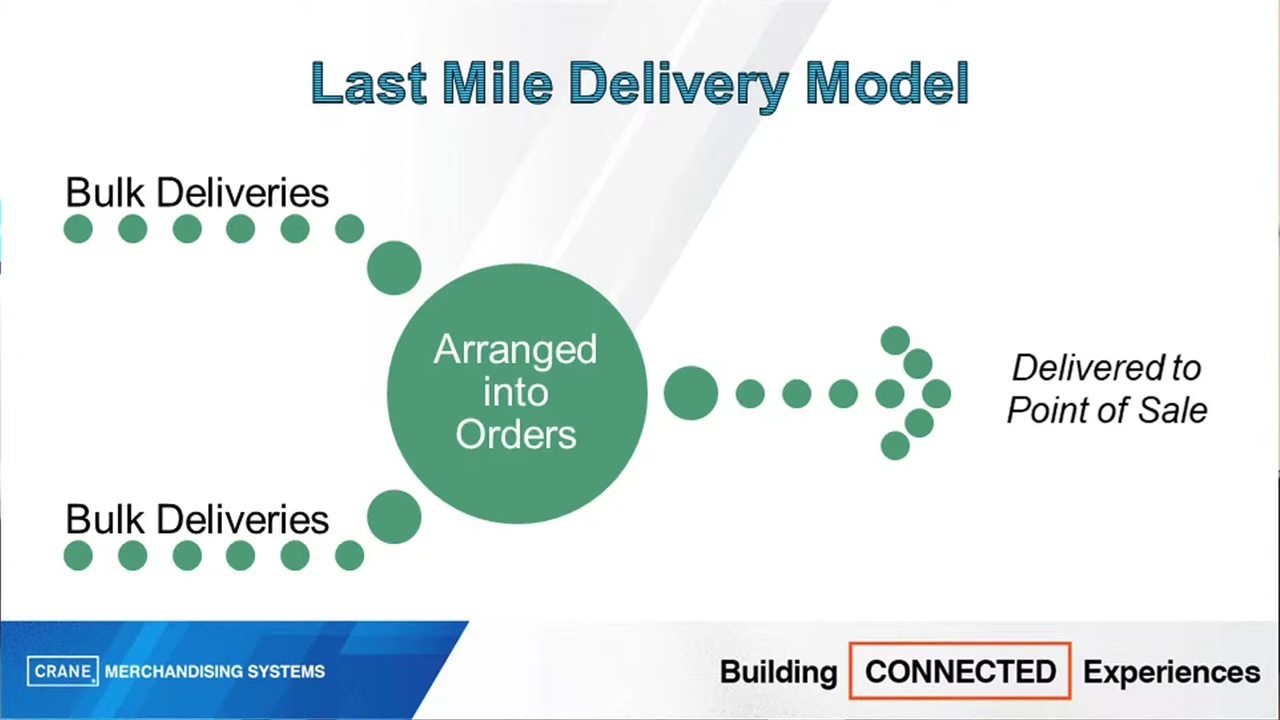 Last Mile Delivery Model
Bulk Deliveries
Arranged
into
Orders
Delivered to
Point of Sale
Bulk Deliveries
CRANE MERCHANDISING SYSTEMS
Building CONNECTED Experiences